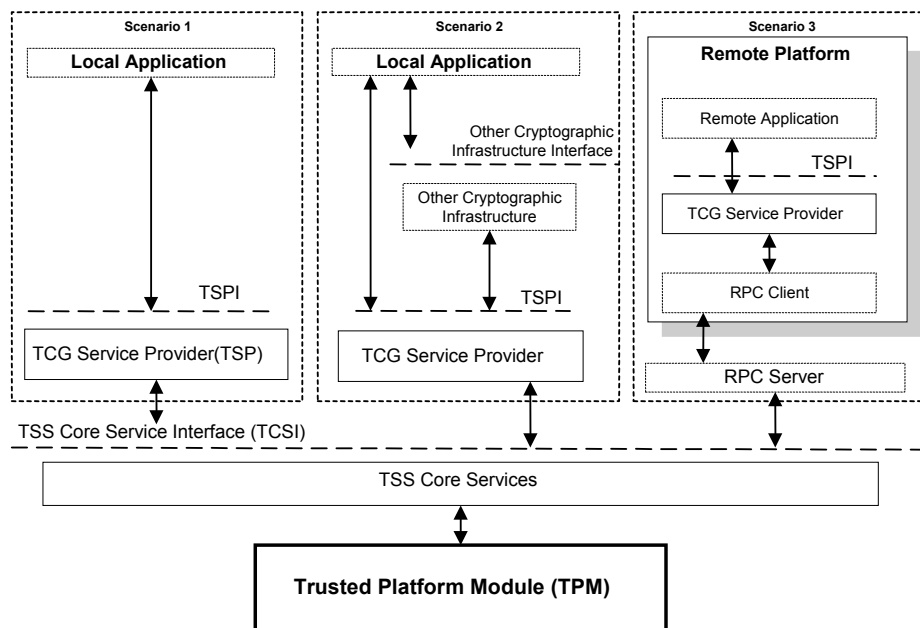 Scenario 1
Local Application
TSPI
TCG Service Provider(TSP)
Scenario 2
Local Application
Other Cryptographic
Infrastructure Interface
Other Cryptographic
Infrastructure
TSPI
TCG Service Provider
Scenario 3
Remote Platform
Remote Application
TSPI
TCG Service Provider
RPC Client
RPC Server
TSS Core Service Interface (TCSI)
TSS Core Services
Trusted Platform Module (TPM)